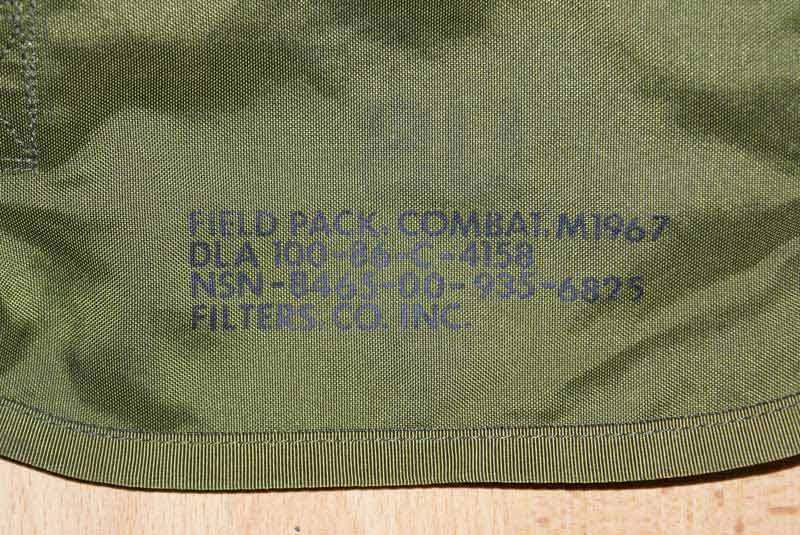 FIELD PACK, COMBAT, M1967
DLA 100-86-C-4158
NSN-8465-00-935-6825
FILTERS. CO. INC.